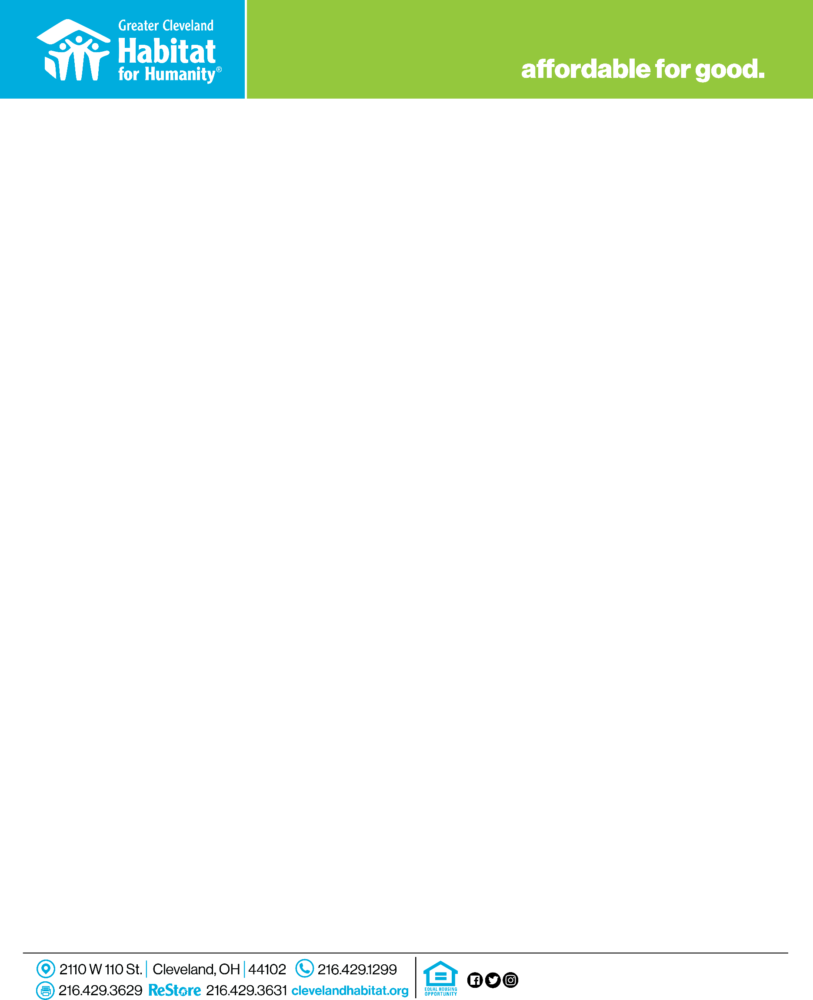 Greater Cleveland
Habitat
for Humanity®
affordable for good.
2110 W 110 St. | Cleveland, OH | 44102 216.429.1299
216.429.3629 ReStore 216.429.3631 clevelandhabitat.org
EQUAL HOUSING
OPPORTUNITY